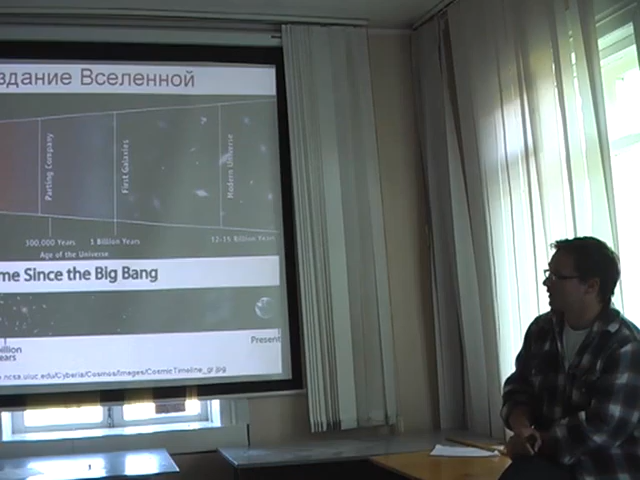 здание Вселенной
Parting Company
First Galaxies
Modern Universe
300,000 Years
1 Billion Years
12-15 Billion Years
Age of the Universe
me Since the Big Bang
Present
illion
ears
ncsa.uiuc.edu/Cyberia/Cosmos/Images/CosmicTimeline_gr.jpg